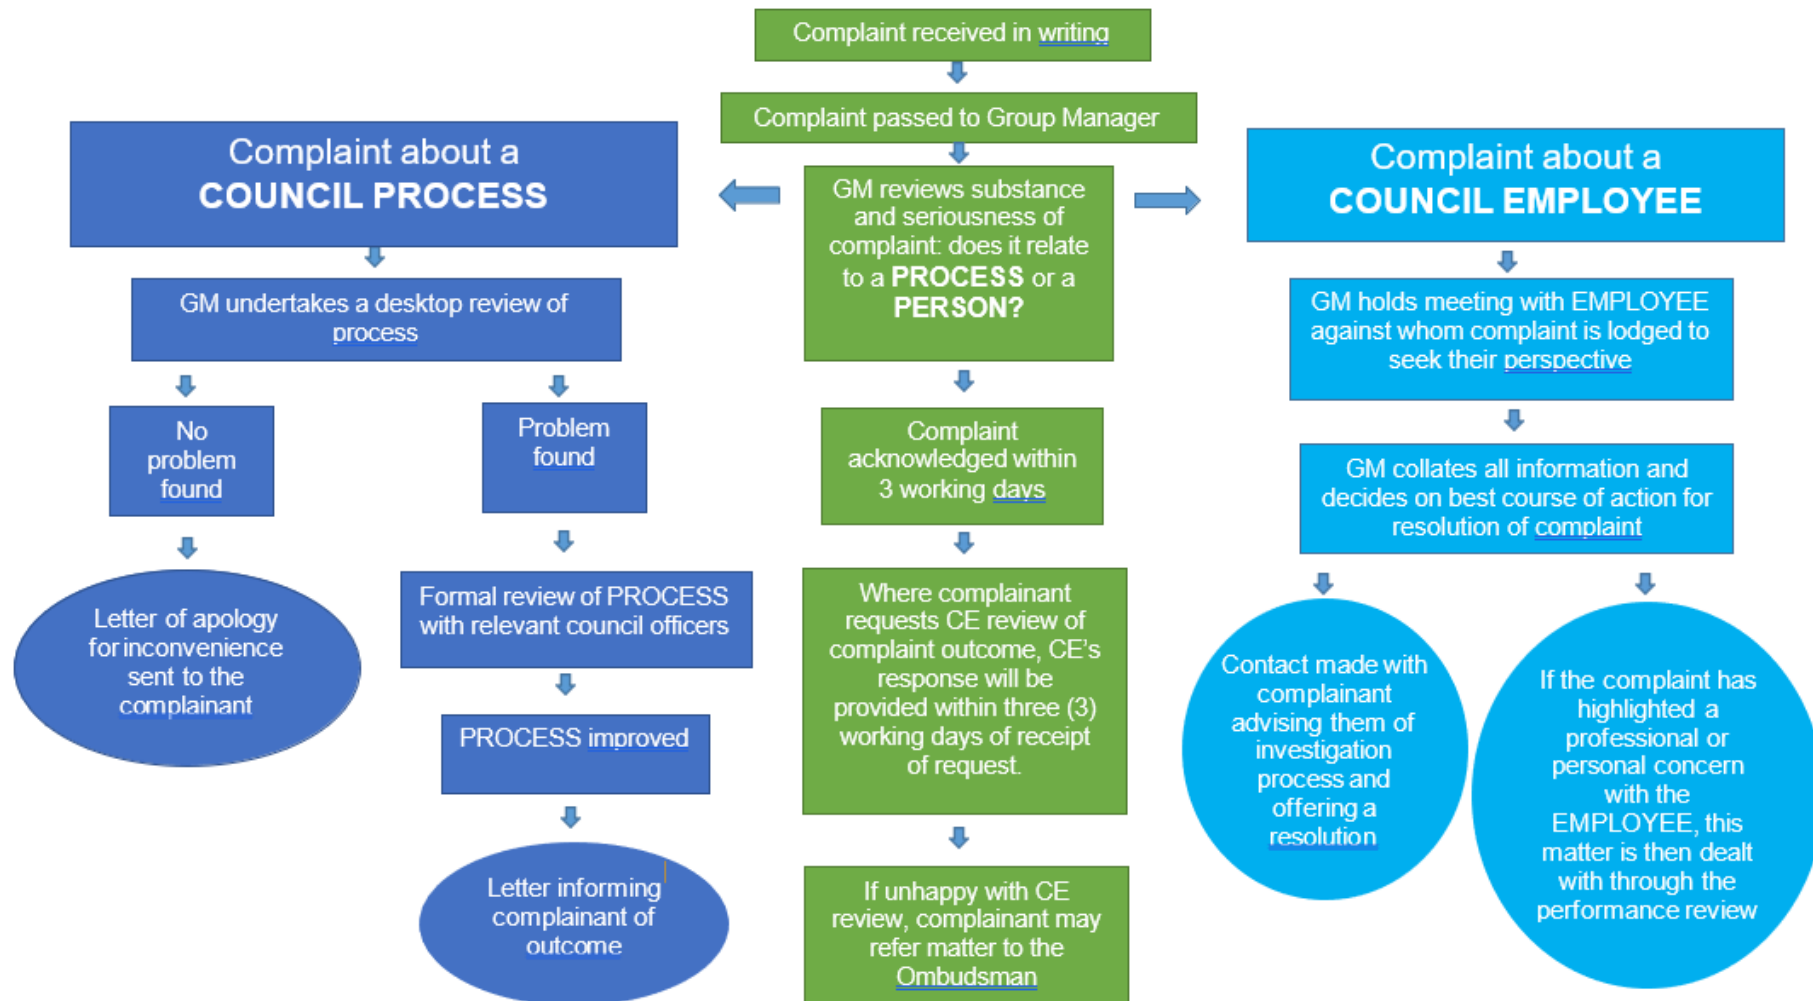 Complaint received in writing
Complaint passed to Group Manager
GM reviews substance
and seriousness of
complaint: does it relate
to a PROCESS or a
PERSON?
Complaint
acknowledged within
3 working days
Where complainant
requests CE review of
complaint outcome, CE's
response will be
provided within three (3)
working days of receipt
of request.
If unhappy with CE
review, complainant may
refer matter to the
Ombudsman
Complaint about a
COUNCIL PROCESS
GM undertakes a desktop review of
process
No
problem
found
Letter of apology
for inconvenience
sent to the
complainant
Problem
found
Formal review of PROCESS
with relevant council officers
PROCESS improved
Letter informing
complainant of
outcome
Complaint about a
COUNCIL EMPLOYEE
GM holds meeting with EMPLOYEE
against whom complaint is lodged to
seek their perspective
GM collates all information and
decides on best course of action for
resolution of complaint
Contact made with
complainant
advising them of
investigation
process and
offering a
resolution
If the complaint has
highlighted a
professional or
personal concern
with the
EMPLOYEE, this
matter is then dealt
with through the
performance review